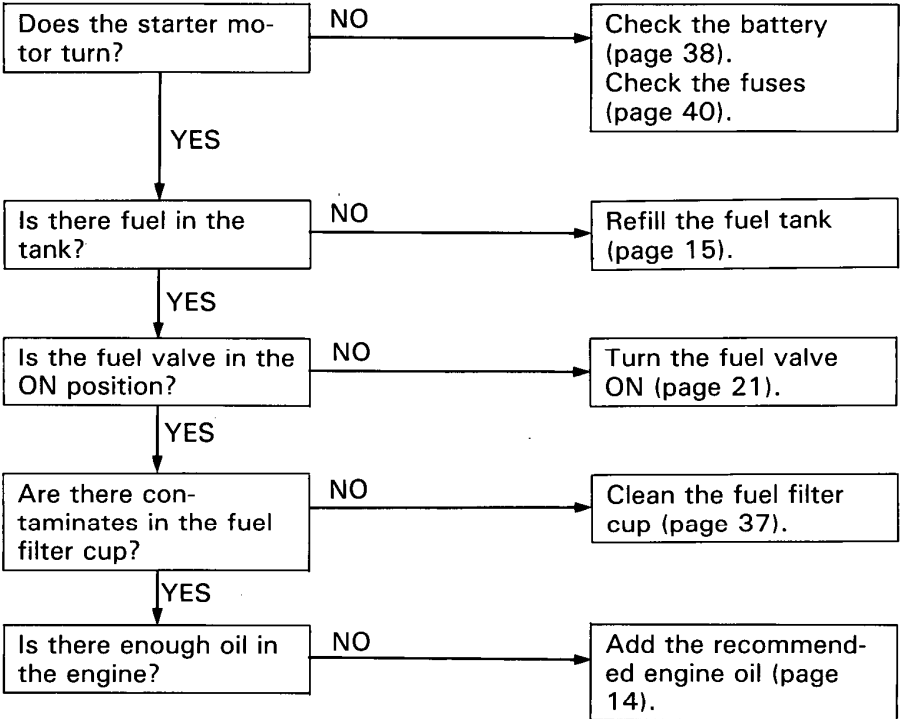 Does the starter mo-
tor turn?
NO
Check the battery
(page 38).
Check the fuses
(page 40).
YES
Is there fuel in the
tank?
NO
Refill the fuel tank
(page 15).
YES
Is the fuel valve in the
ON position?
NO
Turn the fuel valve
ON (page 21).
YES
Are there con-
taminates in the fuel
filter cup?
NO
Clean the fuel filter
cup (page 37).
YES
Is there enough oil in
the engine?
NO
Add the recommend-
ed engine oil (page
14).